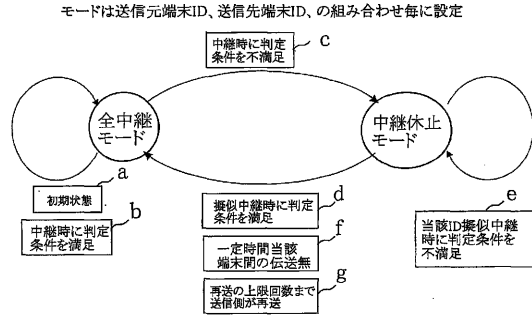 モードは送信元端末ID、送信先端末ID、の組み合わせ毎に設定
中継時に判定
条件を不満足
c
全中継
モード
中継休止
モード
a
初期状態
b
中継時に判定
条件を満足
d
擬似中継時に判定
条件を満足
f
一定時間当該
端末間の伝送無
g
再送の上限回数まで
送信側が再送
e
当該ID擬似中継
時に判定条件を
不満足